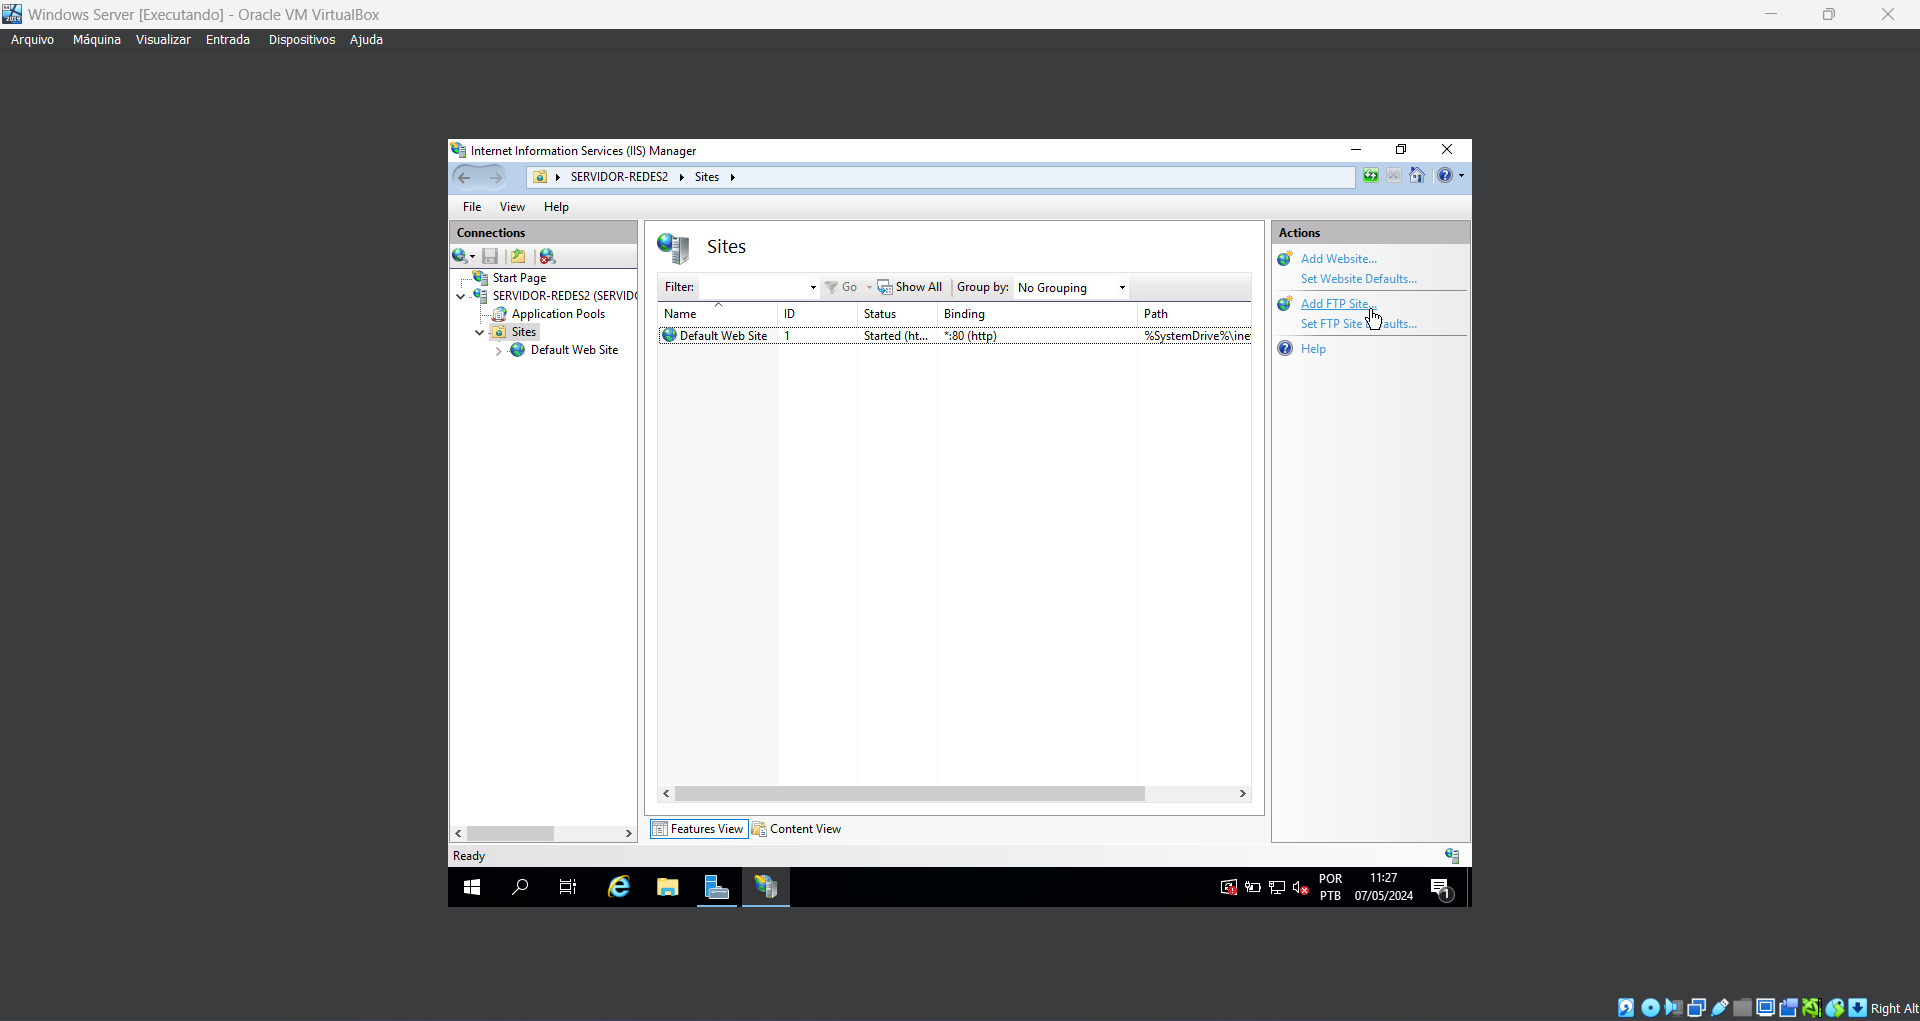 Windows Server [Executando] - Oracle VM VirtualBox
Arquivo Máquina Visualizar Entrada Dispositivos Ajuda
Internet Information Services (IIS) Manager
SERVIDOR-REDES2 Sites
File View Help
Connections
Start Page
SERVIDOR-REDES2 (SERVID
Application Pools
Sites
Default Web Site
Sites
Filter: Go Show All Group by: No Grouping
Name ID Status Binding Path
Default Web Site 1 Started (ht... *:80 (http) %SystemDrive%\ine
Features View Content View
Actions
Add Website...
Set Website Defaults...
Add FTP Site...
Set FTP Site aults...
Help
Ready
POR
PTB
11:27
07/05/2024
1
Right Alt